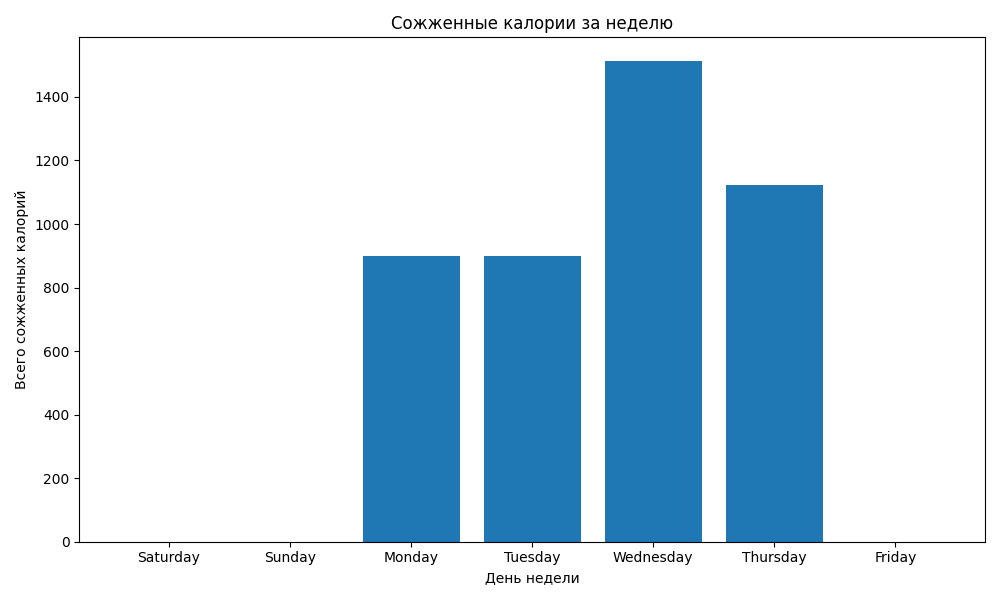 Сожженные калории за неделю
Всего сожженных калорий
1400
1200
1000
800
600
400
200
0
Saturday Sunday Monday Tuesday Wednesday Thursday Friday
День недели